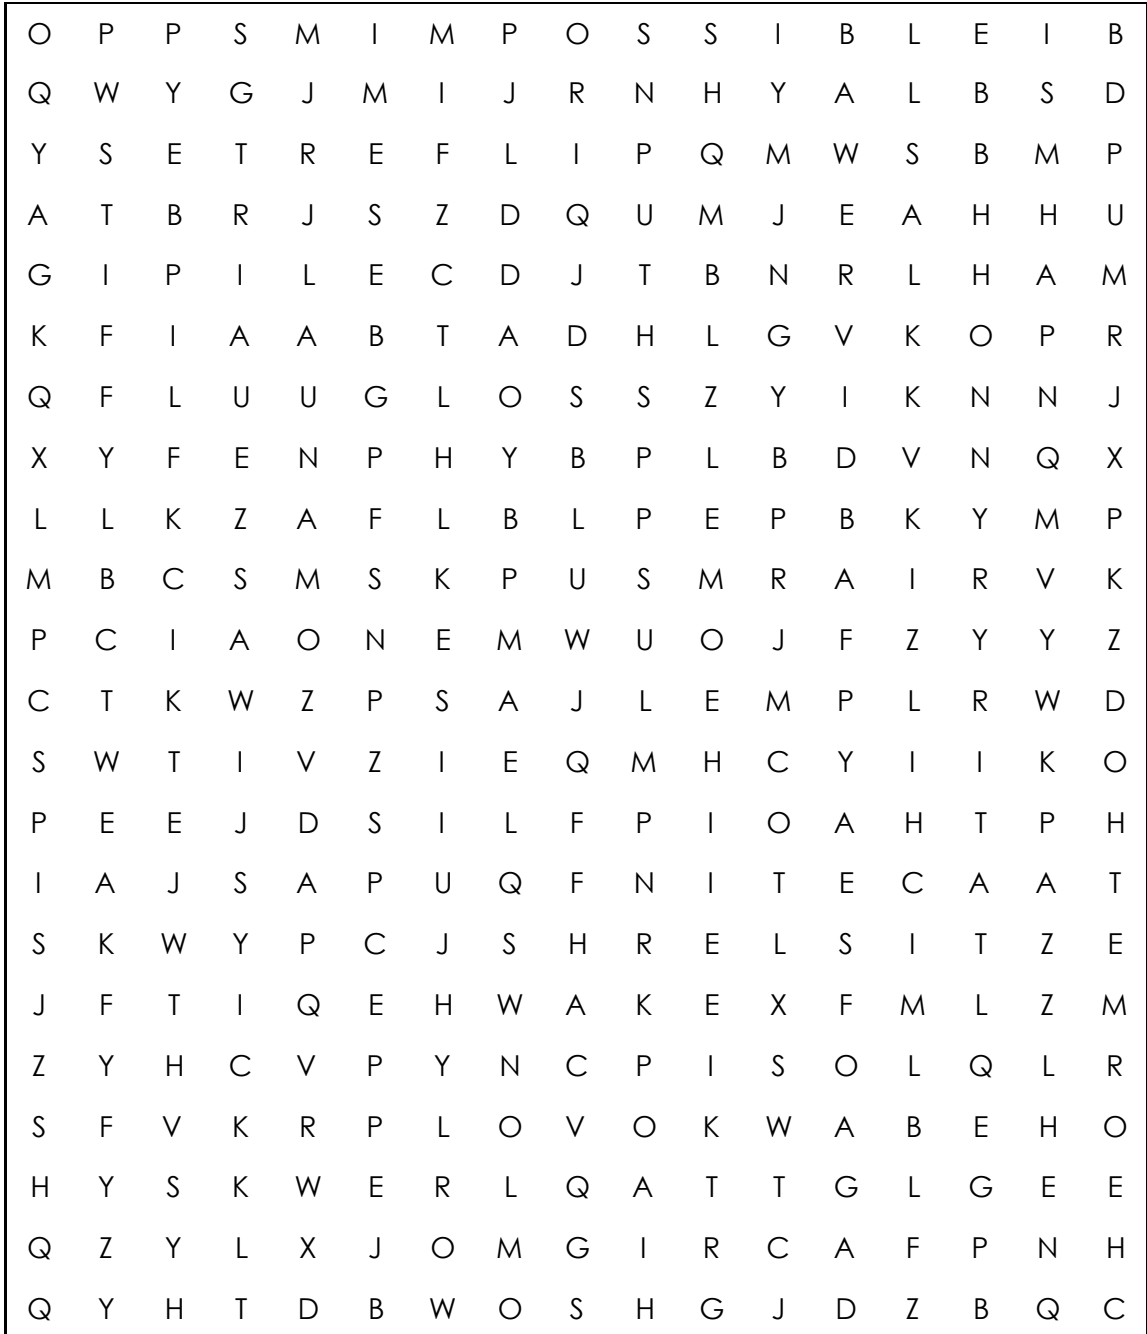 O P P S M I M P O S S I B L E I B
Q W Y G J M I J R N H Y A L B S D
Y S E T R E F L I P Q M W S B M P
A T B R J S Z D Q U M J E A H H U
G I P I L E C D J T B N R L H A M
K F I A A B T A D H L G V K O P R
Q F L U U G L O S S Z Y I K N N J
X Y F E N P H Y B P L B D V N Q X
L L K Z A F L B L P E P B K Y M P
M B C S M S K P U S M R A I R V K
P C I A O N E M W U O J F Z Y Y Z
C T K W Z P S A J L E M P L R W D
S W T I V Z I E Q M H C Y I I K O
P E E J D S I L F P I O A H T P H
I A J S A P U Q F N I T E C A A T
S K W Y P C J S H R E L S I T Z E
J F T I Q E H W A K E X F M L Z M
Z Y H C V P Y N C P I S O L Q L R
S F V K R P L O V O K W A B E H O
H Y S K W E R L Q A T T G L G E E
Q Z Y L X J O M G I R C A F P N H
Q Y H T D B W O S H G J D Z B Q C